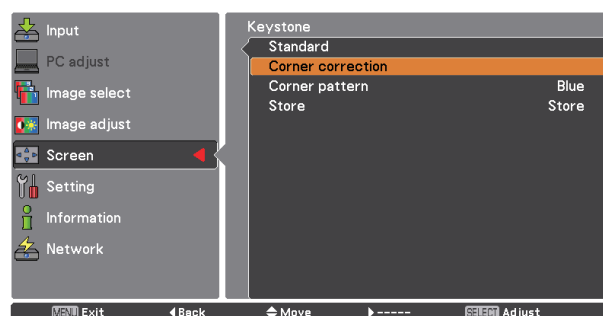 Input
PC adjust
Image select
Image adjust
Screen
Setting
Information
Network
Keystone
Standard
Corner correction
Corner pattern Blue
Store Store
MENU Exit Back Move ----- SELECT Adjust